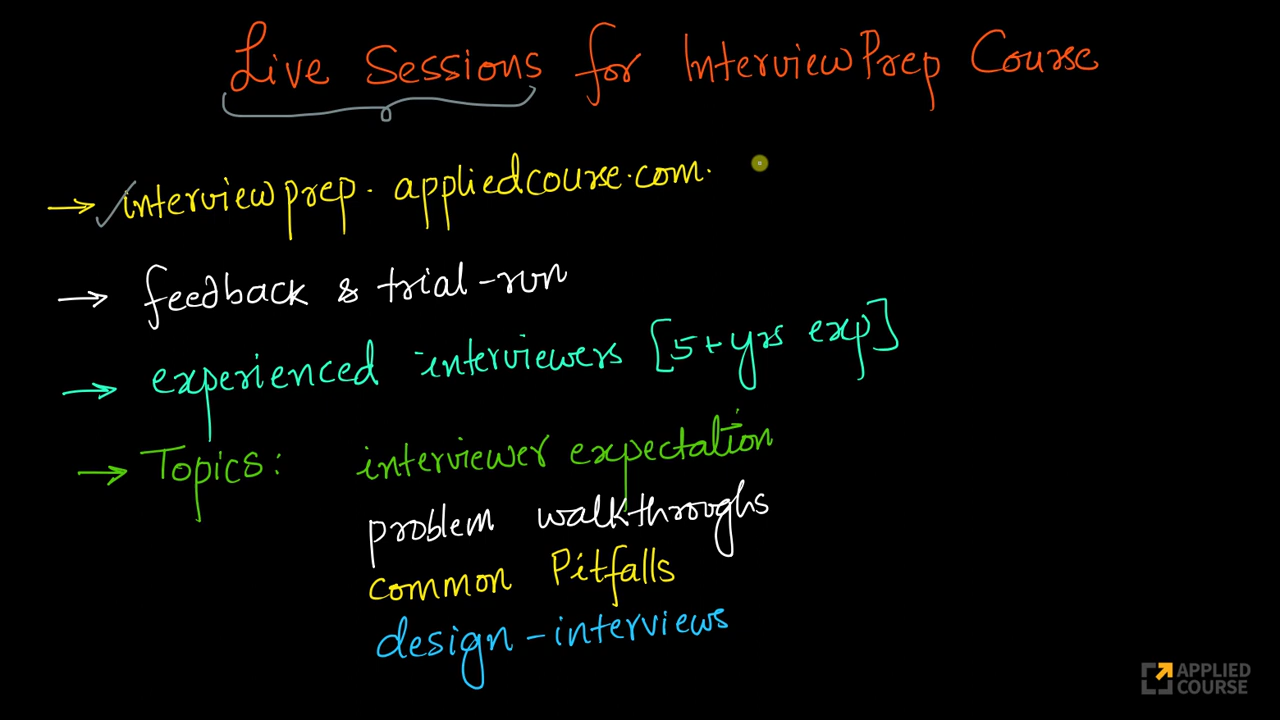 Live Sessions for InterviewPrep Course
→ interviewprep.appliedcourse.com.
→ feedback & trial-run
→ experienced interviewers [5+yrs exp]
→ Topics: interviewer expectation
problem walkthroughs
common Pitfalls
design-interviews
APPLIED
COURSE